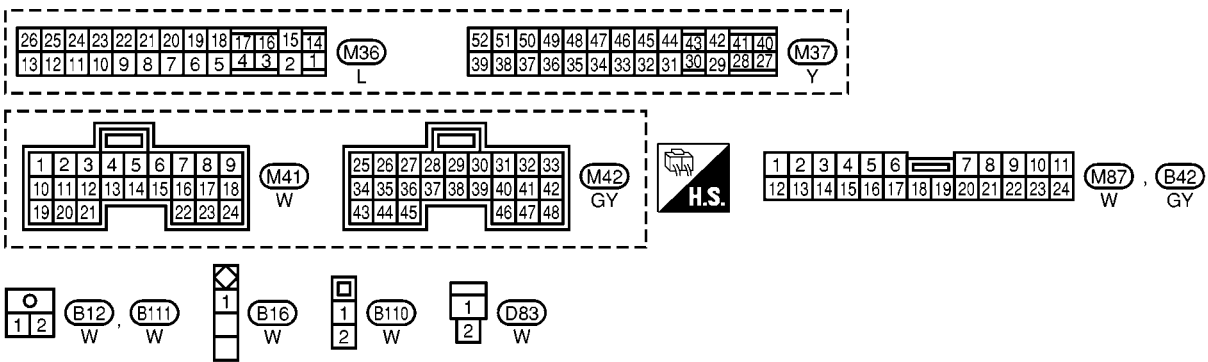 26 25 24 23 22 21 20 19 18 17 16 15 14
13 12 11 10 9 8 7 6 5 4 3 2 1
M36
L
52 51 50 49 48 47 46 45 44 43 42 41 40
39 38 37 36 35 34 33 32 31 30 29 28 27
M37
Y
1 2 3 4 5 6 7 8 9
10 11 12 13 14 15 16 17 18
19 20 21 22 23 24
M41
W
25 26 27 28 29 30 31 32 33
34 35 36 37 38 39 40 41 42
43 44 45 46 47 48
M42
GY
H.S.
1 2 3 4 5 6 7 8 9 10 11
12 13 14 15 16 17 18 19 20 21 22 23 24
M87 , B42
W GY
1 2
B12 , B111
W W
1
B16
W
1
2
B110
W
1
2
D83
W